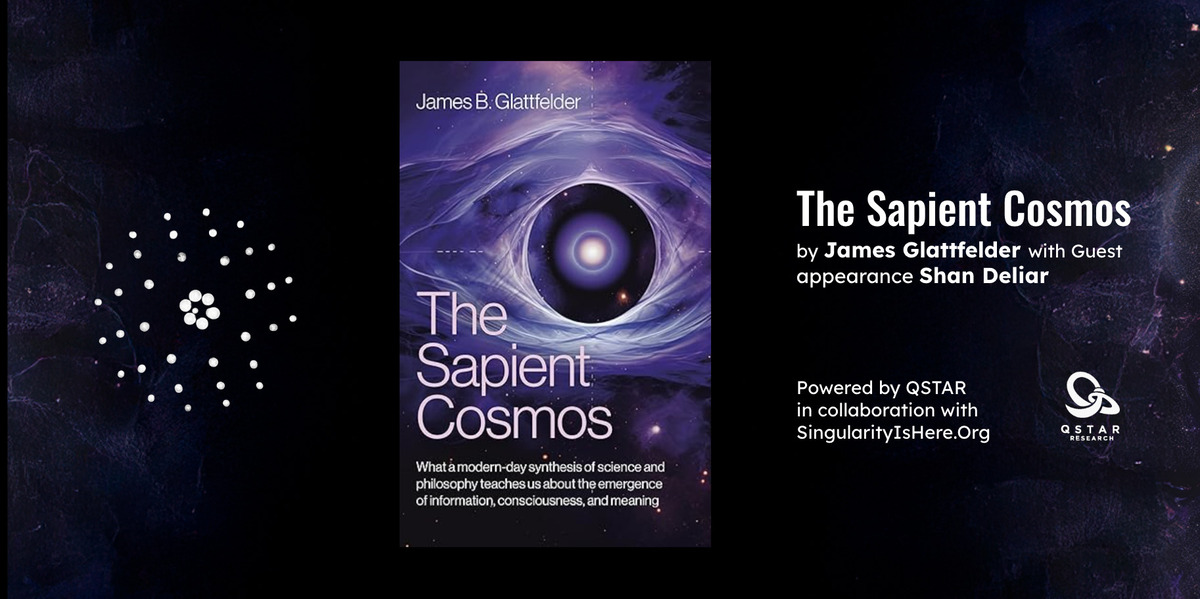 James B. Glattfelder
The
Sapient
Cosmos
What a modern-day synthesis of science and
philosophy teaches us about the emergence
of information, consciousness, and meaning
The Sapient Cosmos
by James Glattfelder with Guest
appearance Shan Deliar
Powered by QSTAR
in collaboration with
SingularityIsHere.Org
QSTAR
RESEARCH